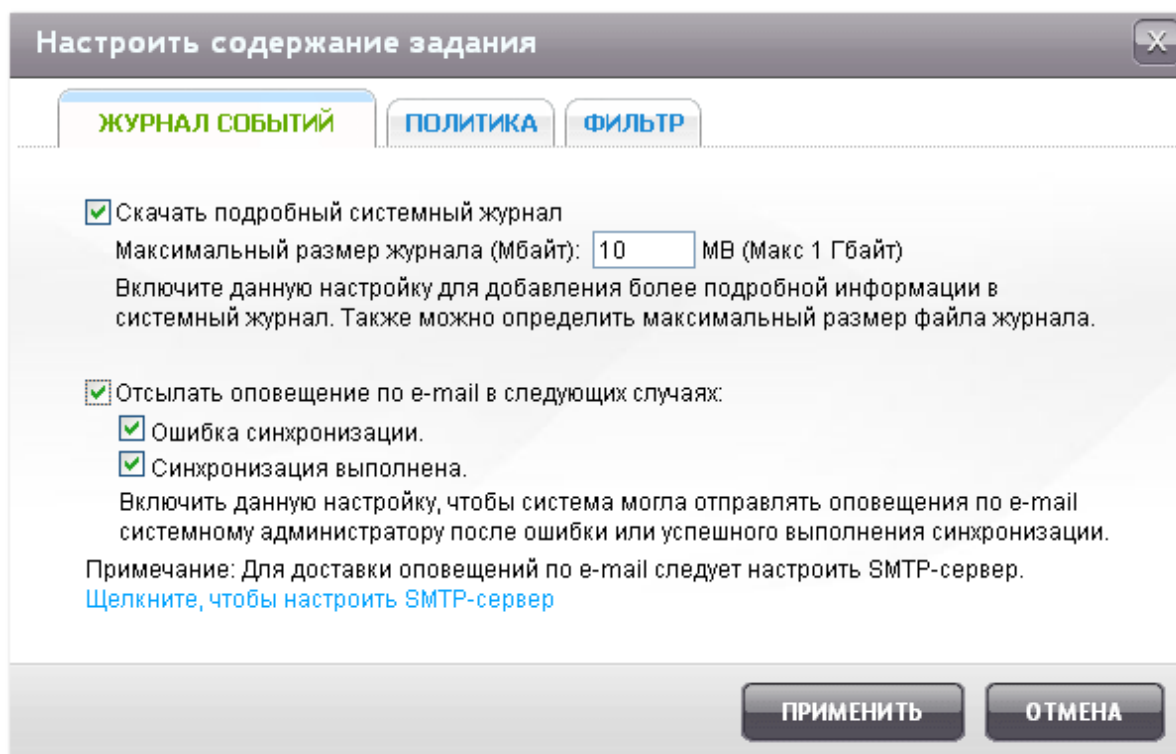 Настроить содержание задания
X
ЖУРНАЛ СОБЫТИЙ
ПОЛИТИКА
ФИЛЬТР
Скачать подробный системный журнал
Максимальный размер журнала (Мбайт): 10 MB (Макс 1 Гбайт)
Включите данную настройку для добавления более подробной информации в
системный журнал. Также можно определить максимальный размер файла журнала.
Отсылать оповещение по e-mail в следующих случаях:
Ошибка синхронизации.
Синхронизация выполнена.
Включить данную настройку, чтобы система могла отправлять оповещения по e-mail
системному администратору после ошибки или успешного выполнения синхронизации.
Примечание: Для доставки оповещений по e-mail следует настроить SMTP-сервер.
Щелкните, чтобы настроить SMTP-сервер
ПРИМЕНИТЬ
ОТМЕНА